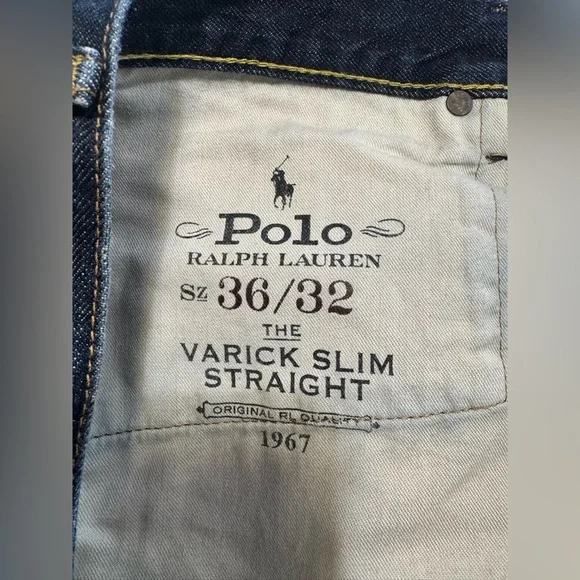 Polo
RALPH LAUREN
Sz 36/32
THE
VARICK SLIM
STRAIGHT
ORIGINAL RL QUALITY
1967